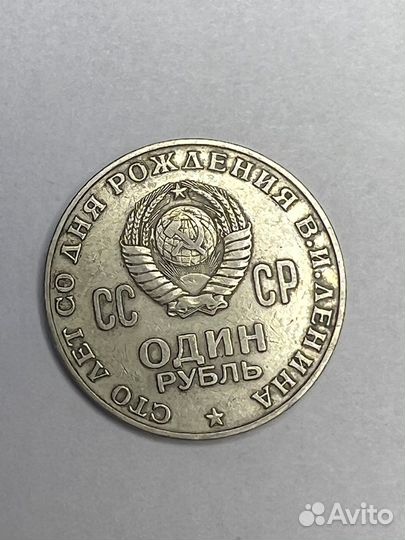 СТО ЛЕТ СО ДНЯ РОЖДЕНИЯ В.И.ЛЕНИНА
СС СР
ОДИН
РУБЛЬ
Avito